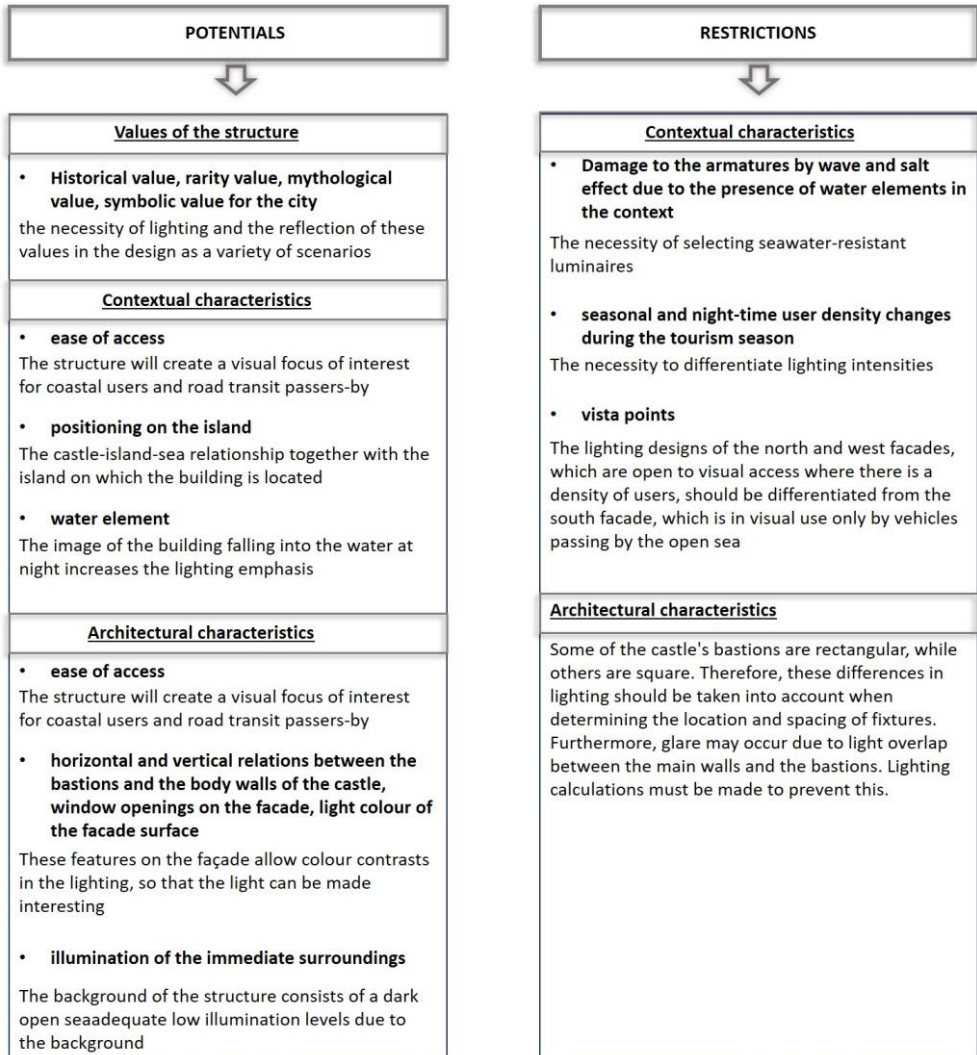 POTENTIALS
Values of the structure
• Historical value, rarity value, mythological
value, symbolic value for the city
the necessity of lighting and the reflection of these
values in the design as a variety of scenarios
Contextual characteristics
• ease of access
The structure will create a visual focus of interest
for coastal users and road transit passers-by
• positioning on the island
The castle-island-sea relationship together with the
island on which the building is located
• water element
The image of the building falling into the water at
night increases the lighting emphasis
Architectural characteristics
• ease of access
The structure will create a visual focus of interest
for coastal users and road transit passers-by
• horizontal and vertical relations between the
bastions and the body walls of the castle,
window openings on the facade, light colour of
the facade surface
These features on the façade allow colour contrasts
in the lighting, so that the light can be made
interesting
• illumination of the immediate surroundings
The background of the structure consists of a dark
open seaadequate low illumination levels due to
the background
RESTRICTIONS
Contextual characteristics
• Damage to the armatures by wave and salt
effect due to the presence of water elements in
the context
The necessity of selecting seawater-resistant
luminaires
• seasonal and night-time user density changes
during the tourism season
The necessity to differentiate lighting intensities
• vista points
The lighting designs of the north and west facades,
which are open to visual access where there is a
density of users, should be differentiated from the
south facade, which is in visual use only by vehicles
passing by the open sea
Architectural characteristics
Some of the castle's bastions are rectangular, while
others are square. Therefore, these differences in
lighting should be taken into account when
determining the location and spacing of fixtures.
Furthermore, glare may occur due to light overlap
between the main walls and the bastions. Lighting
calculations must be made to prevent this.